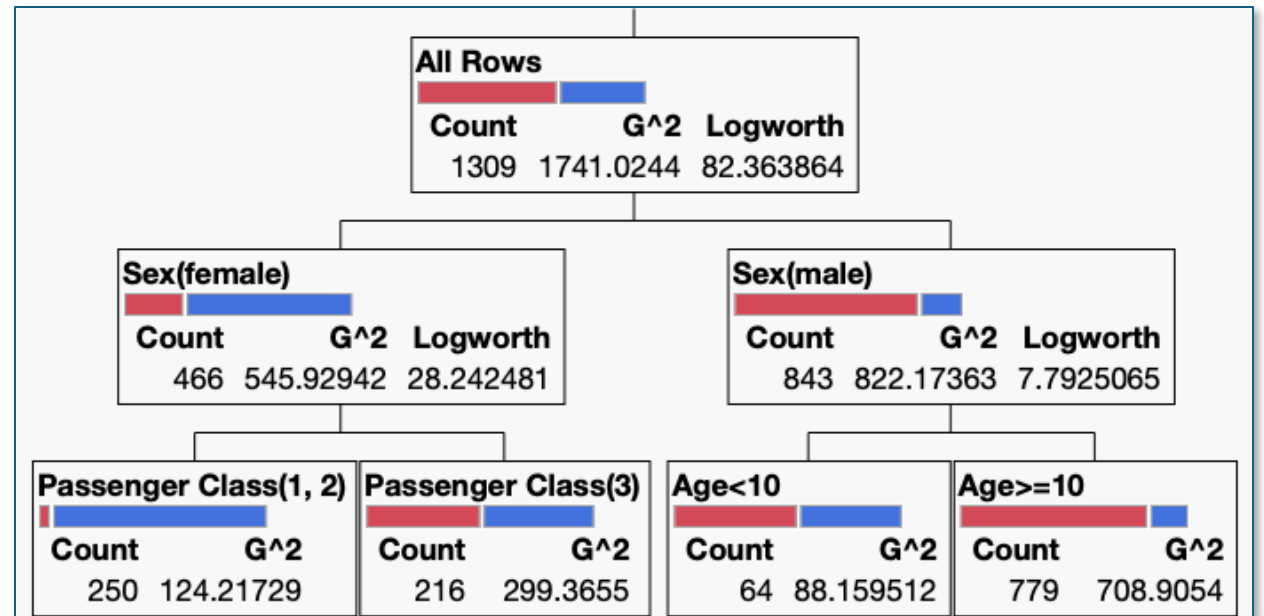 All Rows
Count G^2 Logworth
1309 1741.0244 82.363864
Sex(female)
Count G^2 Logworth
466 545.92942 28.242481
Sex(male)
Count G^2 Logworth
843 822.17363 7.7925065
Passenger Class(1, 2)
Count G^2
250 124.21729
Passenger Class(3)
Count G^2
216 299.3655
Age<10
Count G^2
64 88.159512
Age>=10
Count G^2
779 708.9054